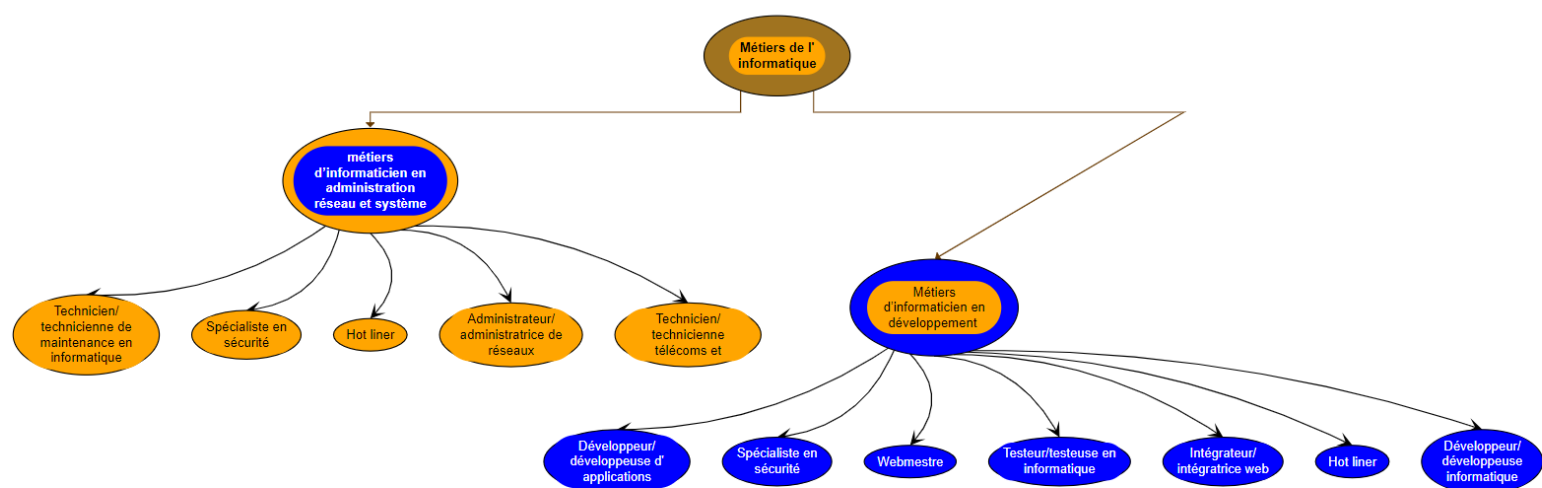 Métiers de l'
informatique
métiers
d'informaticien en
administration
réseau et système
Technicien/
technicienne de
maintenance en
informatique
Spécialiste en
sécurité
Hot liner
Administrateur/
administratrice de
réseaux
Technicien/
technicienne
télécoms et
Métiers
d'informaticien en
développement
Développeur/
développeuse d'
applications
Spécialiste en
sécurité
Webmestre
Testeur/testeuse en
informatique
Intégrateur/
intégratrice web
Hot liner
Développeur/
développeuse
informatique